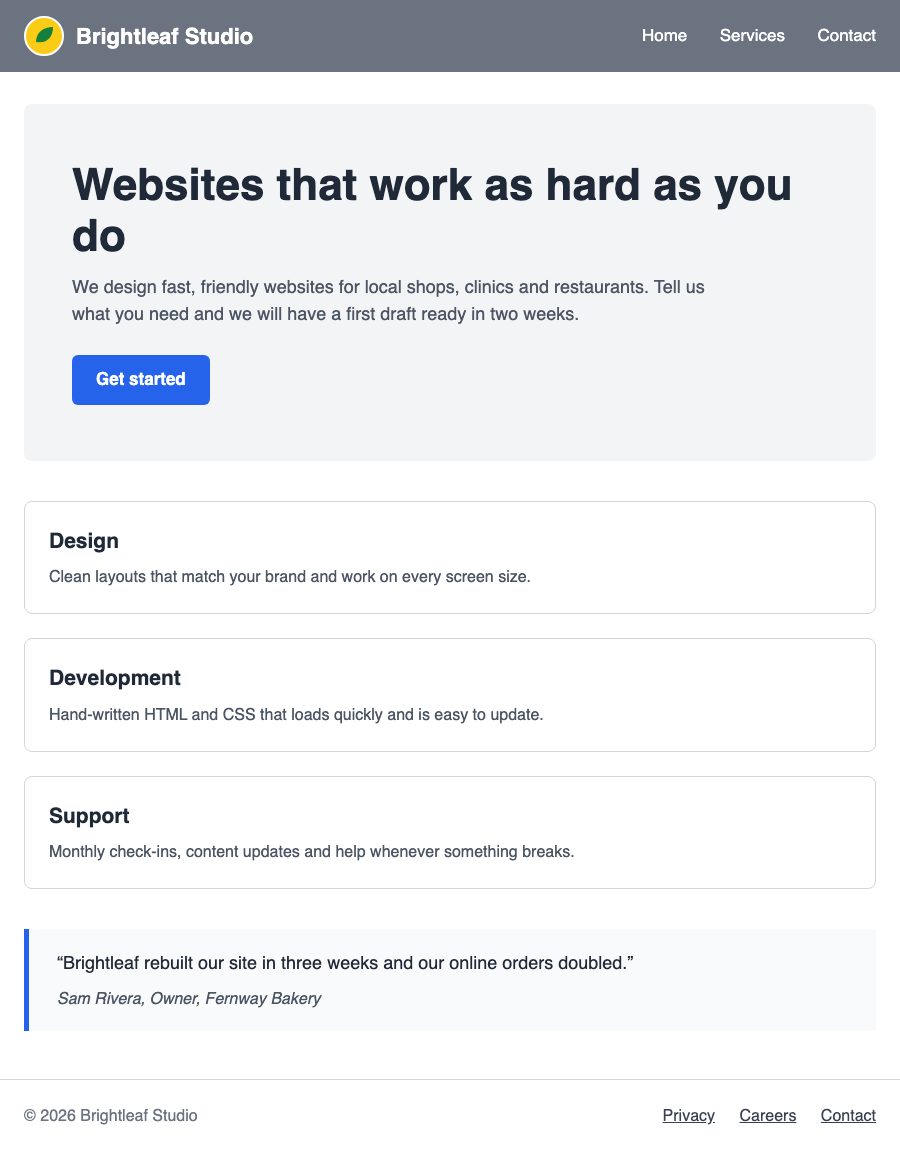 Brightleaf Studio
Home Services Contact
Websites that work as hard as you
do
We design fast, friendly websites for local shops, clinics and restaurants. Tell us
what you need and we will have a first draft ready in two weeks.
Get started
Design
Clean layouts that match your brand and work on every screen size.
Development
Hand-written HTML and CSS that loads quickly and is easy to update.
Support
Monthly check-ins, content updates and help whenever something breaks.
“Brightleaf rebuilt our site in three weeks and our online orders doubled.”
Sam Rivera, Owner, Fernway Bakery
© 2026 Brightleaf Studio
Privacy Careers Contact